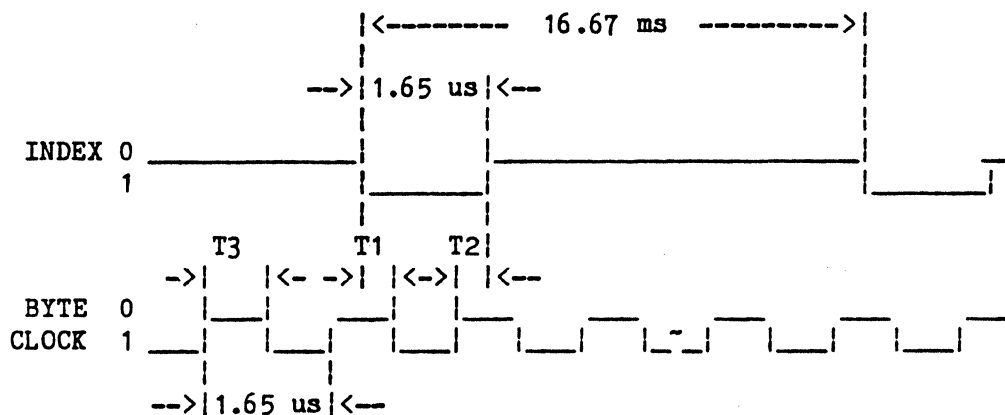 |<-------- 16.67 ms --------->|
-->|1.65 us|<--
INDEX 0
1
T3 T1 T2
->| |<- ->| |<->| |<--
BYTE 0
CLOCK 1
~
-->|1.65 us|<--